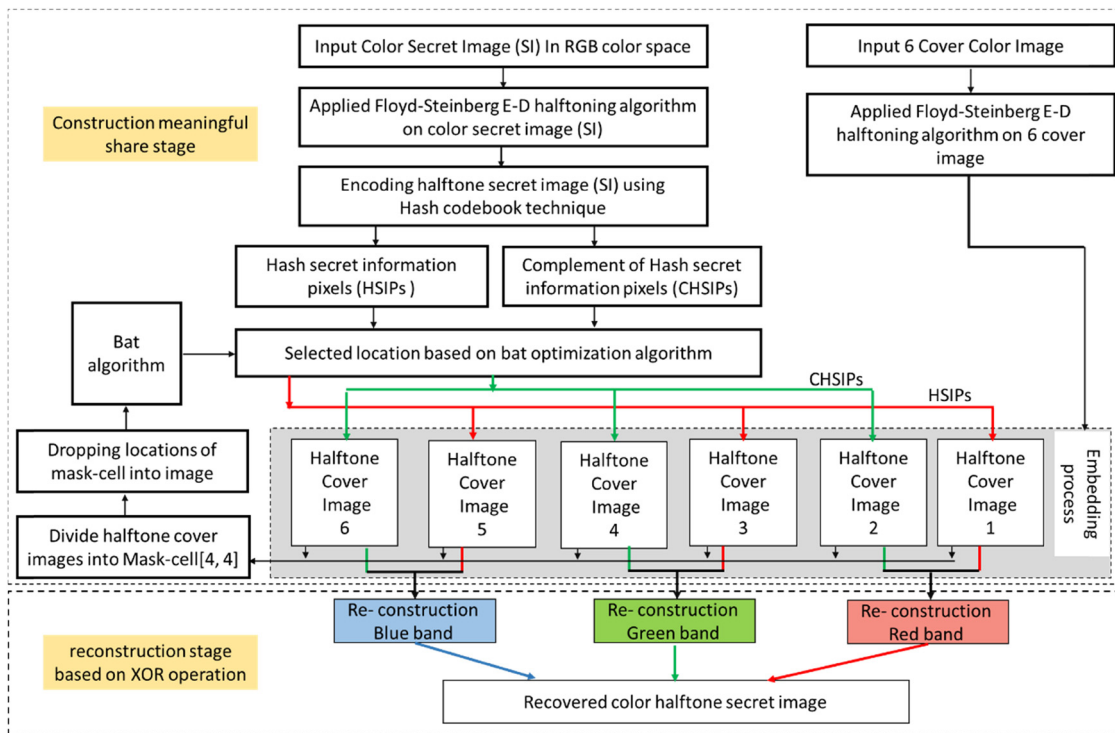 Input Color Secret Image (SI) In RGB color space
Input 6 Cover Color Image
Applied Floyd-Steinberg E-D halftoning algorithm
on color secret image (SI)
Applied Floyd-Steinberg E-D
halftoning algorithm on 6 cover
image
Construction meaningful
share stage
Encoding halftone secret image (SI) using
Hash codebook technique
Hash secret information
pixels (HSIPs )
Complement of Hash secret
information pixels (CHSIPs)
Bat
algorithm
Selected location based on bat optimization algorithm
CHSIPs
HSIPs
Dropping locations of
mask-cell into image
Divide halftone cover
images into Mask-cell[4, 4]
Halftone
Cover
Image
6
Halftone
Cover
Image
5
Halftone
Cover
Image
4
Halftone
Cover
Image
3
Halftone
Cover
Image
2
Halftone
Cover
Image
1
Embedding
process
Re- construction
Blue band
Re- construction
Green band
Re- construction
Red band
reconstruction stage
based on XOR operation
Recovered color halftone secret image